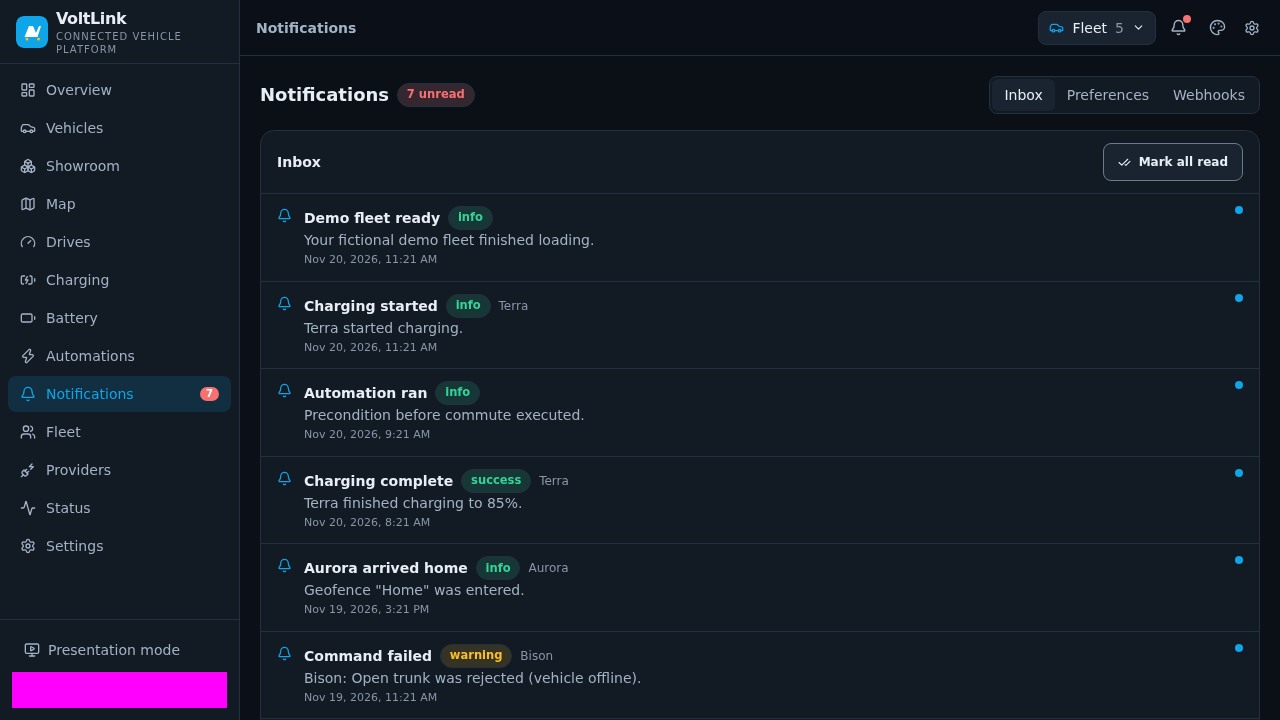 VoltLink
CONNECTED VEHICLE
PLATFORM
Overview
Vehicles
Showroom
Map
Drives
Charging
Battery
Automations
Notifications 7
Fleet
Providers
Status
Settings
Presentation mode
Notifications
Fleet 5
Notifications 7 unread
Inbox Preferences Webhooks
Inbox
Mark all read
Demo fleet ready info
Your fictional demo fleet finished loading.
Nov 20, 2026, 11:21 AM
Charging started info Terra
Terra started charging.
Nov 20, 2026, 11:21 AM
Automation ran info
Precondition before commute executed.
Nov 20, 2026, 9:21 AM
Charging complete success Terra
Terra finished charging to 85%.
Nov 20, 2026, 8:21 AM
Aurora arrived home info Aurora
Geofence "Home" was entered.
Nov 19, 2026, 3:21 PM
Command failed warning Bison
Bison: Open trunk was rejected (vehicle offline).
Nov 19, 2026, 11:21 AM